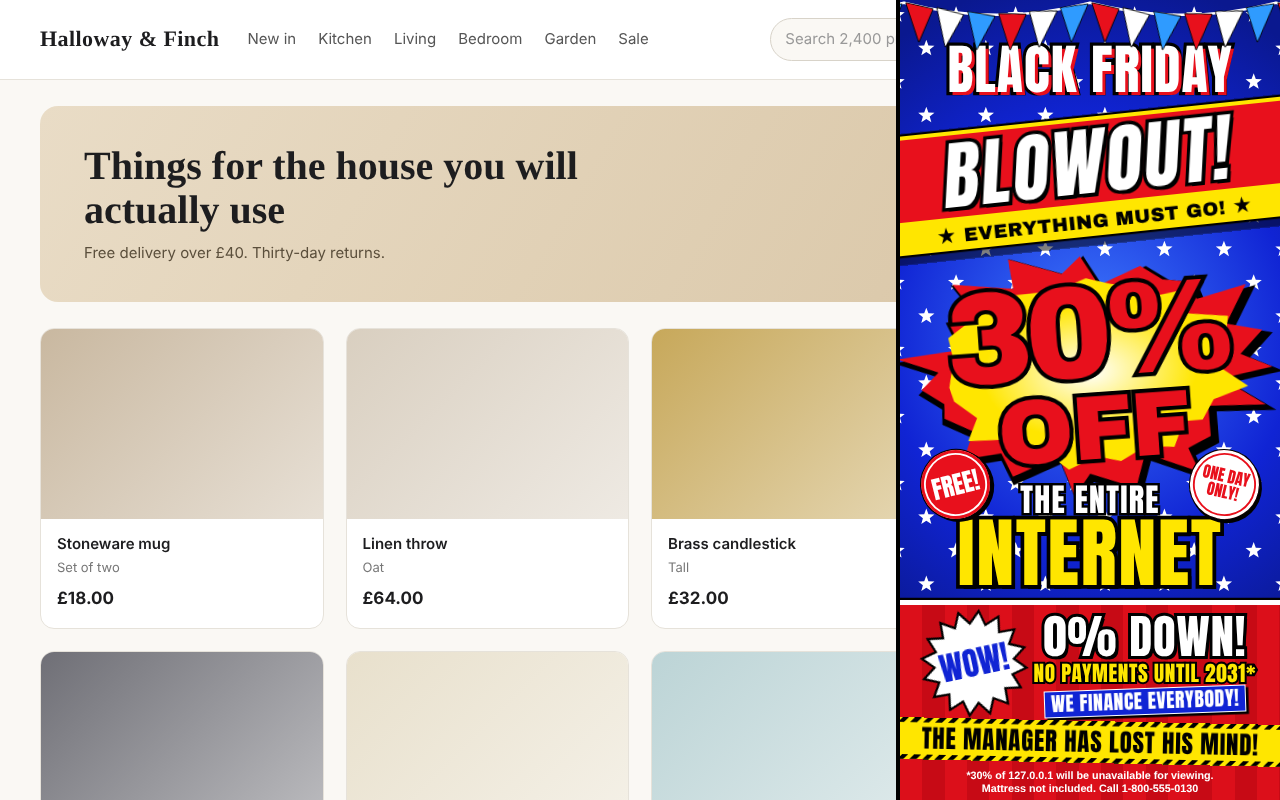 Halloway & Finch
New in
Kitchen
Living
Bedroom
Garden
Sale
Search 2,400 p
Things for the house you will
actually use
Free delivery over £40. Thirty-day returns.
Stoneware mug
Set of two
£18.00
Linen throw
Oat
£64.00
Brass candlestick
Tall
£32.00
BLACK FRIDAY
BLOWOUT!
★ EVERYTHING MUST GO! ★
30%
OFF
FREE!
ONE DAY
ONLY!
THE ENTIRE
INTERNET
WOW!
0% DOWN!
NO PAYMENTS UNTIL 2031*
WE FINANCE EVERYBODY!
THE MANAGER HAS LOST HIS MIND!
*30% of 127.0.0.1 will be unavailable for viewing.
Mattress not included. Call 1-800-555-0130